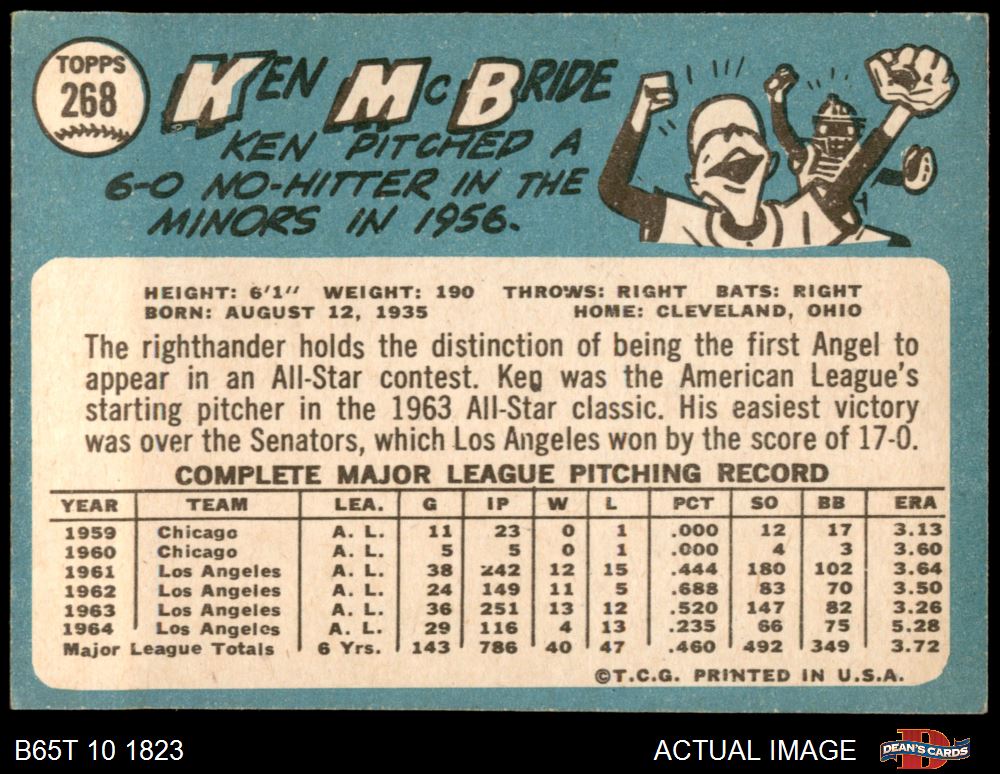 TOPPS
268
KEN McBRIDE
KEN PITCHED A
6-0 NO-HITTER IN THE
MINORS IN 1956.
HEIGHT: 6'1" WEIGHT: 190 THROWS: RIGHT BATS: RIGHT
BORN: AUGUST 12, 1935 HOME: CLEVELAND, OHIO
The righthander holds the distinction of being the first Angel to
appear in an All-Star contest. Ken was the American League's
starting pitcher in the 1963 All-Star classic. His easiest victory
was over the Senators, which Los Angeles won by the score of 17-0.
COMPLETE MAJOR LEAGUE PITCHING RECORD
YEAR TEAM LEA. G IP W L PCT SO BB ERA
1959 Chicago A. L. 11 23 0 1 .000 12 17 3.13
1960 Chicago A. L. 5 5 0 1 .000 4 3 3.60
1961 Los Angeles A. L. 38 242 12 15 .444 180 102 3.64
1962 Los Angeles A. L. 24 149 11 5 .688 83 70 3.50
1963 Los Angeles A. L. 36 251 13 12 .520 147 82 3.26
1964 Los Angeles A. L. 29 116 4 13 .235 66 75 5.28
Major League Totals 6 Yrs. 143 786 40 47 .460 492 349 3.72
©T.C.G. PRINTED IN U.S.A.
B65T 10 1823 ACTUAL IMAGE DEAN'S CARDS